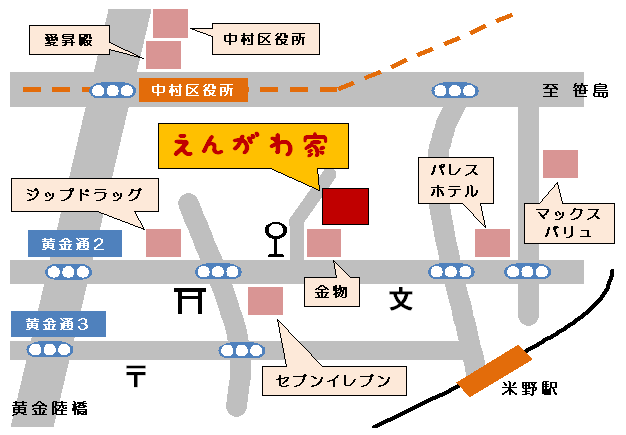 愛昇殿
中村区役所
中村区役所
至 笹島
えんがわ家
パレス
ホテル
ジップドラッグ
マックス
バリュ
黄金通2
金物
文
黄金通3
〒
セブンイレブン
米野駅
黄金陸橋